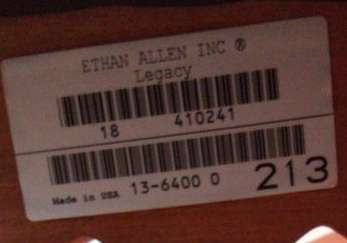 ETHAN ALLEN INC ®
Legacy
18 410241
Made in USA 13-6400 0 213